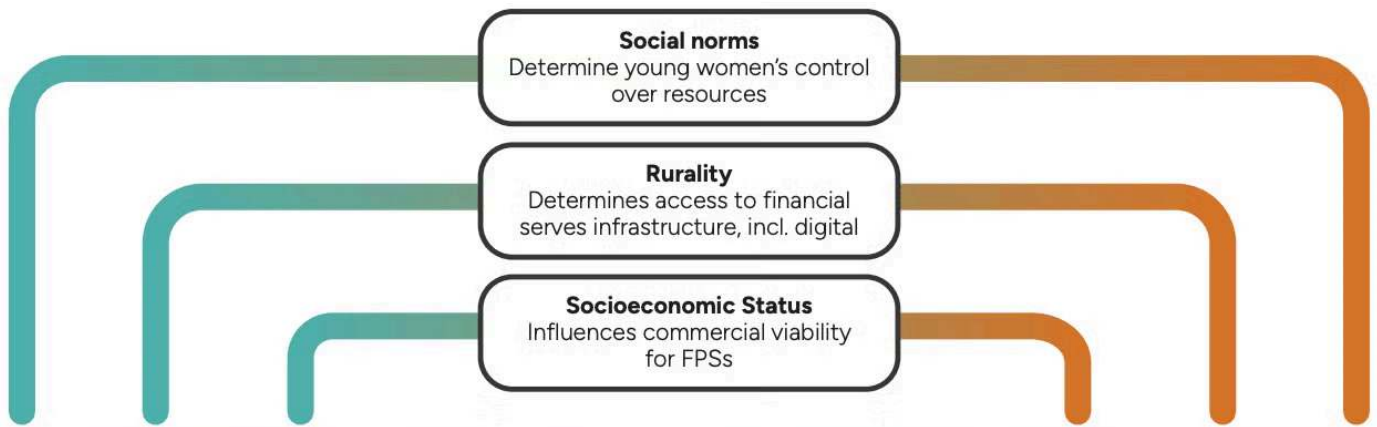 Social norms
Determine young women's control
over resources
Rurality
Determines access to financial
serves infrastructure, incl. digital
Socioeconomic Status
Influences commercial viability
for FPSs